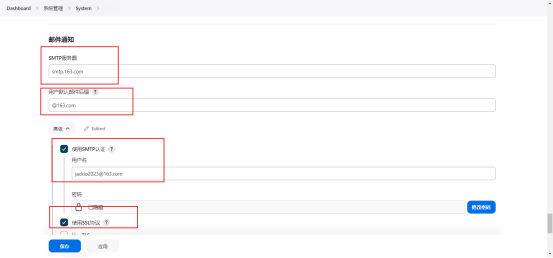 Dashboard > 系统管理 > System >
邮件通知
SMTP服务器
smtp.163.com
用户默认邮件后缀 ?
@163.com
高级 Edited
使用SMTP认证 ?
用户名
jackbo2023@163.com
密码
已隐藏 修改密码
使用SSL协议 ?
保存 应用